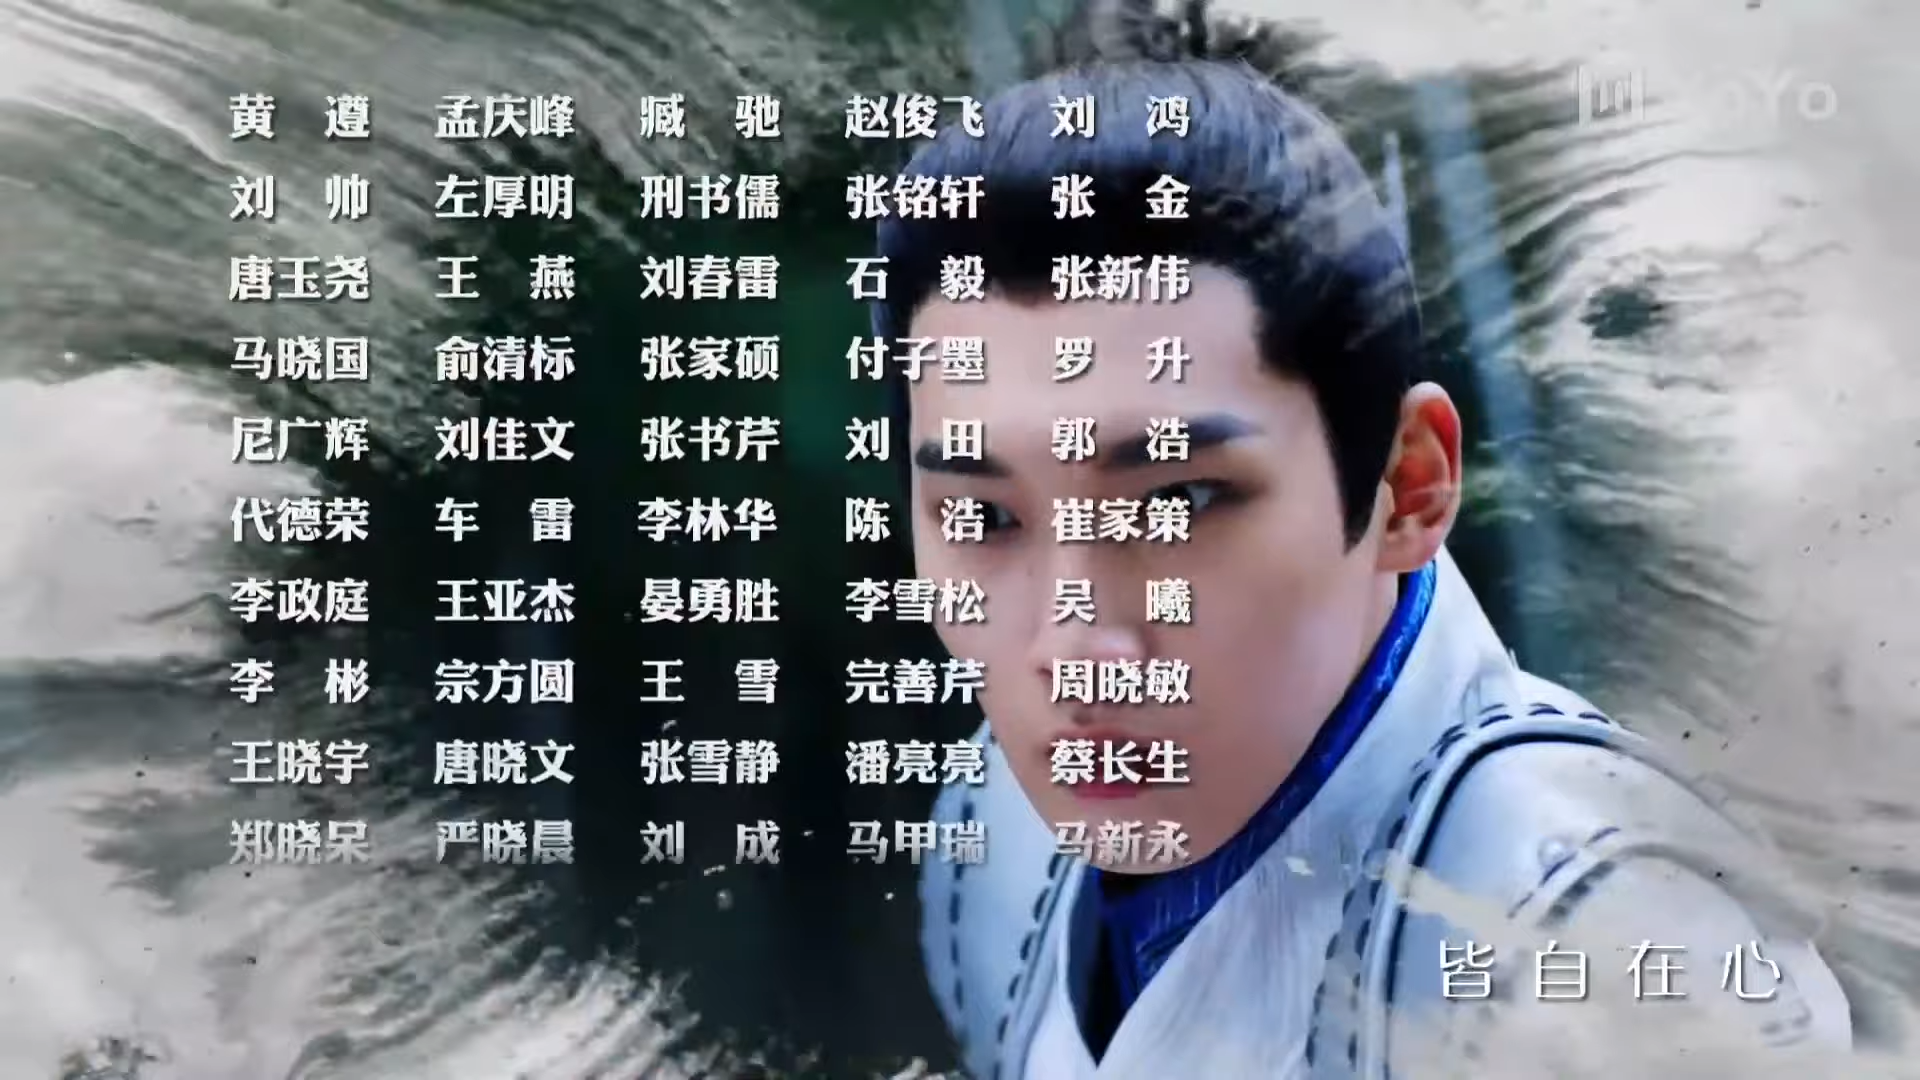 黄　遵　孟庆峰　臧　驰　赵俊飞　刘　鸿
刘　帅　左厚明　刑书儒　张铭轩　张　金
唐玉尧　王　燕　刘春雷　石　毅　张新伟
马晓国　俞清标　张家硕　付子墨　罗　升
尼广辉　刘佳文　张书芹　刘　田　郭　浩
代德荣　车　雷　李林华　陈　浩　崔家策
李政庭　王亚杰　晏勇胜　李雪松　吴　曦
李　彬　宗方圆　王　雪　完善芹　周晓敏
王晓宇　唐晓文　张雪静　潘亮亮　蔡长生
郑晓呆　严晓晨　刘　成　马甲瑞　马新永
皆自在心